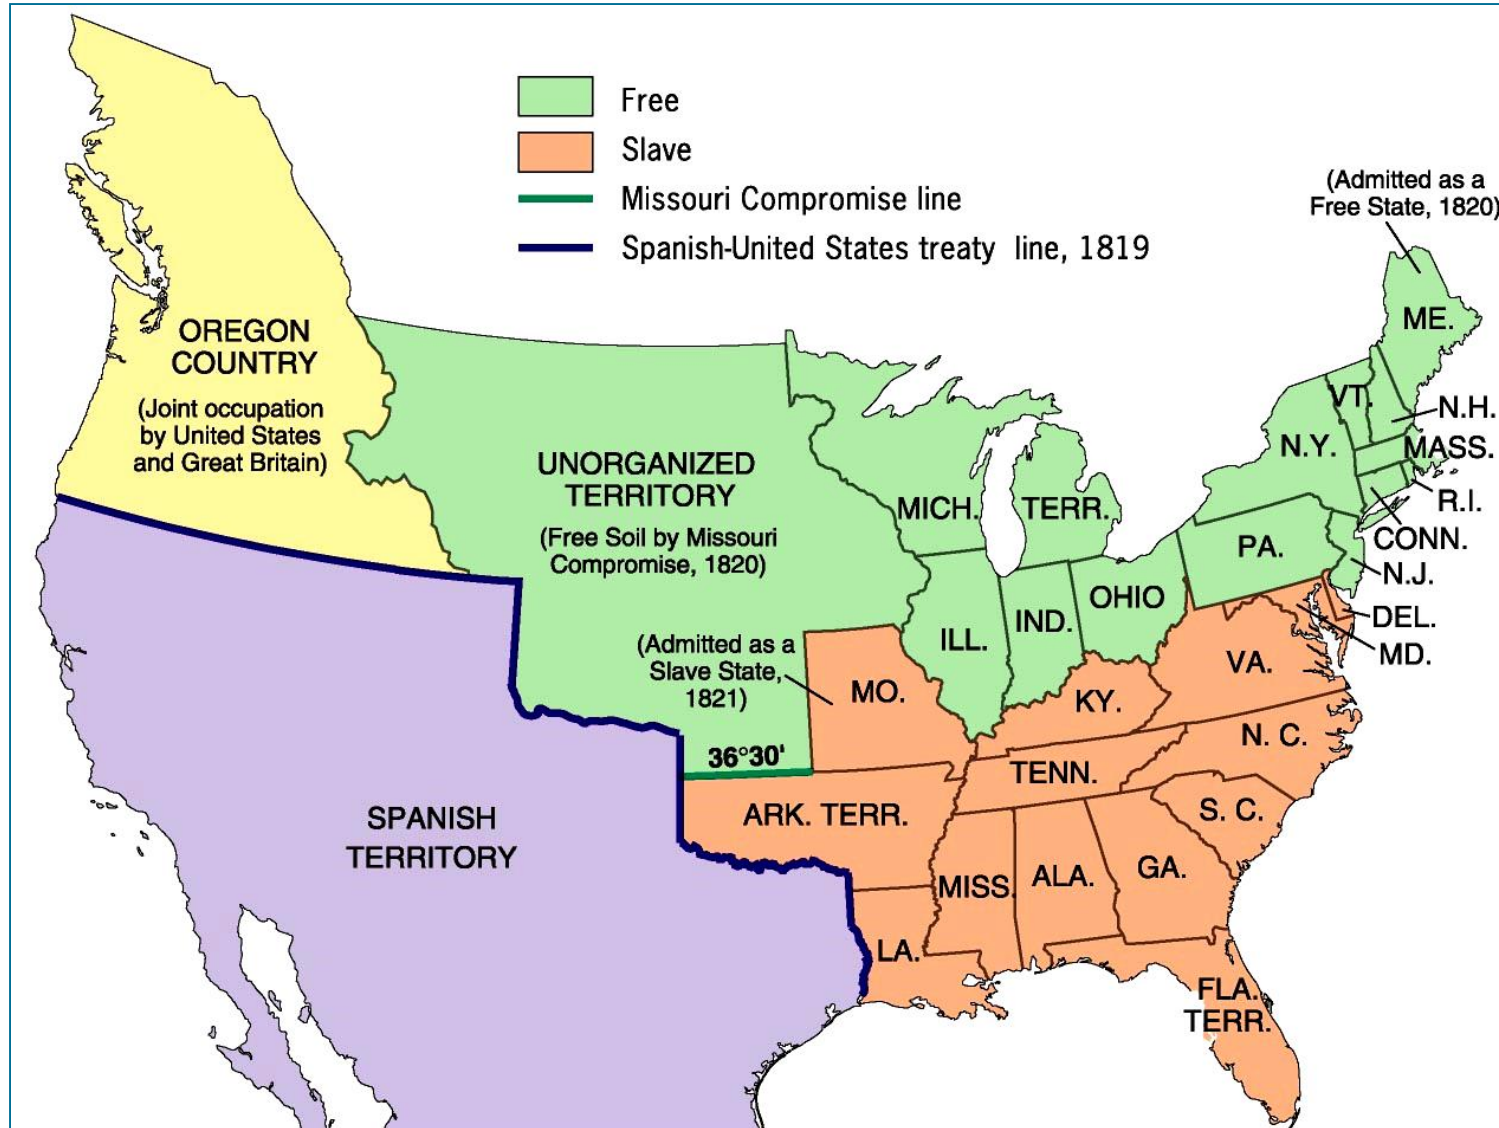 Free
Slave
Missouri Compromise line
Spanish-United States treaty line, 1819
(Admitted as a
Free State, 1820)
ME.
OREGON
COUNTRY
(Joint occupation
by United States
and Great Britain)
UNORGANIZED
TERRITORY
(Free Soil by Missouri
Compromise, 1820)
VT.
N.H.
N.Y.
MASS.
R.I.
CONN.
MICH.
TERR.
PA.
N.J.
OHIO
IND.
ILL.
DEL.
MD.
(Admitted as a
Slave State,
1821)
MO.
VA.
KY.
36°30'
N. C.
TENN.
ARK. TERR.
S. C.
SPANISH
TERRITORY
MISS.
ALA.
GA.
LA.
FLA.
TERR.